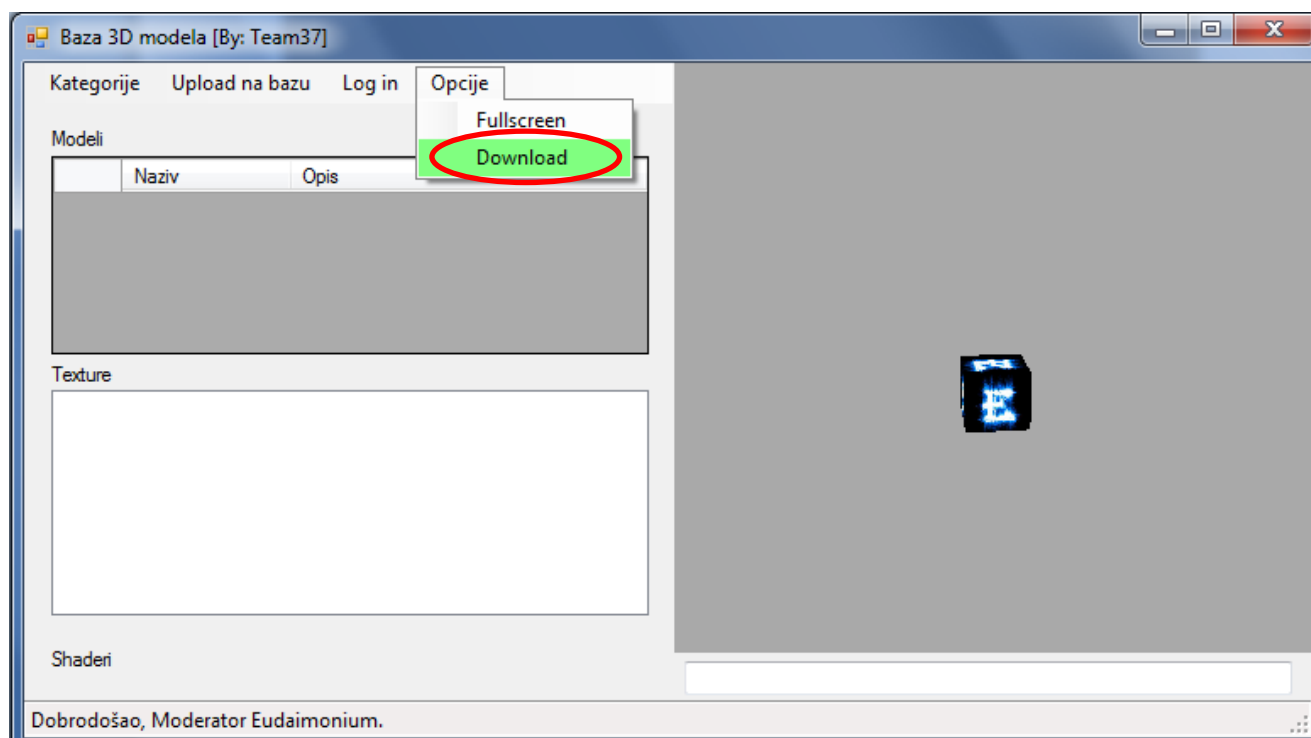 Baza 3D modela [By: Team37]
Kategorije Upload na bazu Log in Opcije
Fullscreen
Download
Modeli
Naziv Opis
Texture
E
Shaderi
Dobrodošao, Moderator Eudaimonium.